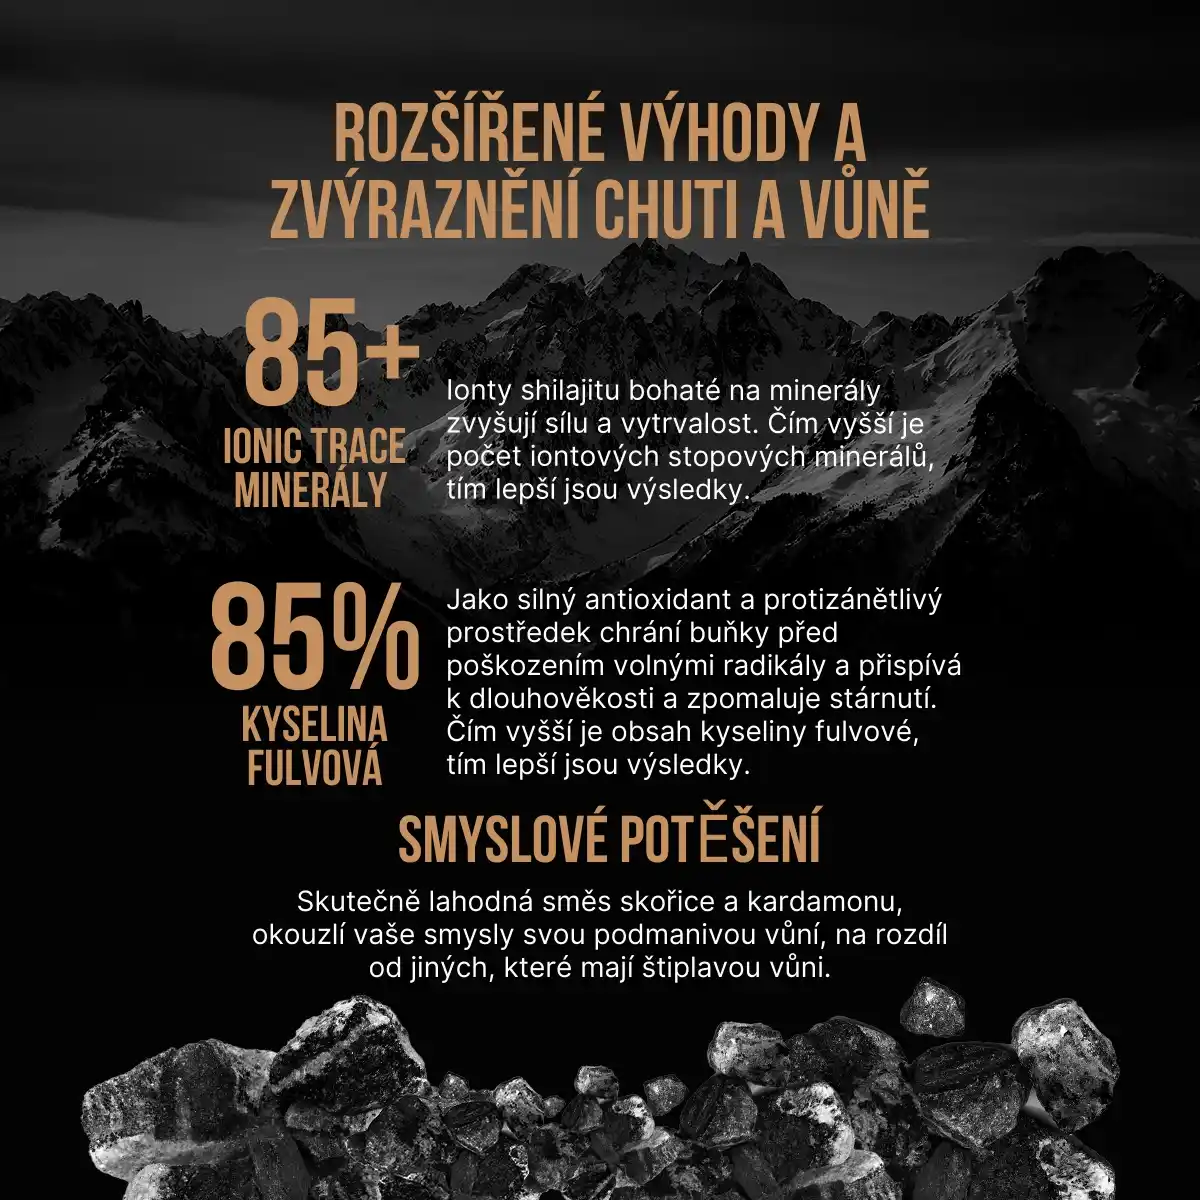 ROZŠÍŘENÉ VÝHODY A
ZVÝRAZNĚNÍ CHUTI A VŮNĚ
85+
IONIC TRACE
MINERÁLY
Ionty shilajitu bohaté na minerály
zvyšují sílu a vytrvalost. Čím vyšší je
počet iontových stopových minerálů,
tím lepší jsou výsledky.
85%
KYSELINA
FULVOVÁ
Jako silný antioxidant a protizánětlivý
prostředek chrání buňky před
poškozením volnými radikály a přispívá
k dlouhověkosti a zpomaluje stárnutí.
Čím vyšší je obsah kyseliny fulvové,
tím lepší jsou výsledky.
SMYSLOVÉ POTĚŠENÍ
Skutečně lahodná směs skořice a kardamonu,
okouzlí vaše smysly svou podmanivou vůní, na rozdíl
od jiných, které mají štiplavou vůni.